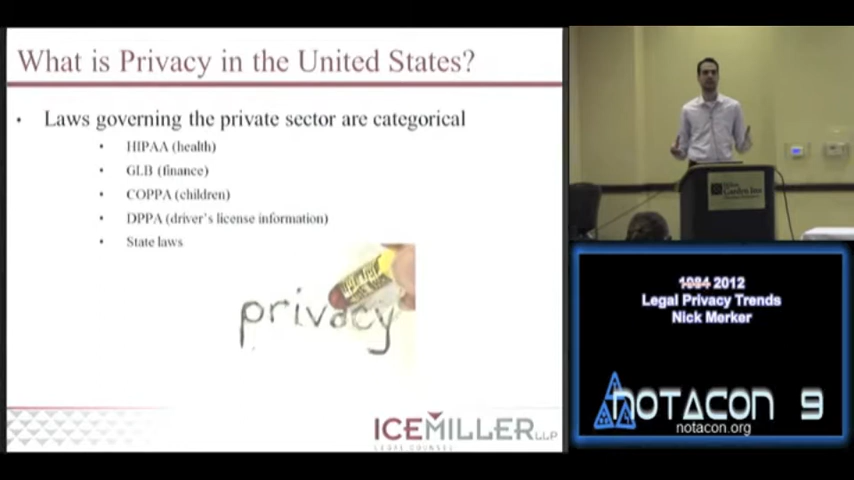 What is Privacy in the United States?
• Laws governing the private sector are categorical
• HIPAA (health)
• GLB (finance)
• COPPA (children)
• DPPA (driver's license information)
• State laws
privacy
ICEMILLER LLP
LEGAL COUNSEL
Garden Inn
1984 2012
Legal Privacy Trends
Nick Merker
NOTACON 9
notacon.org